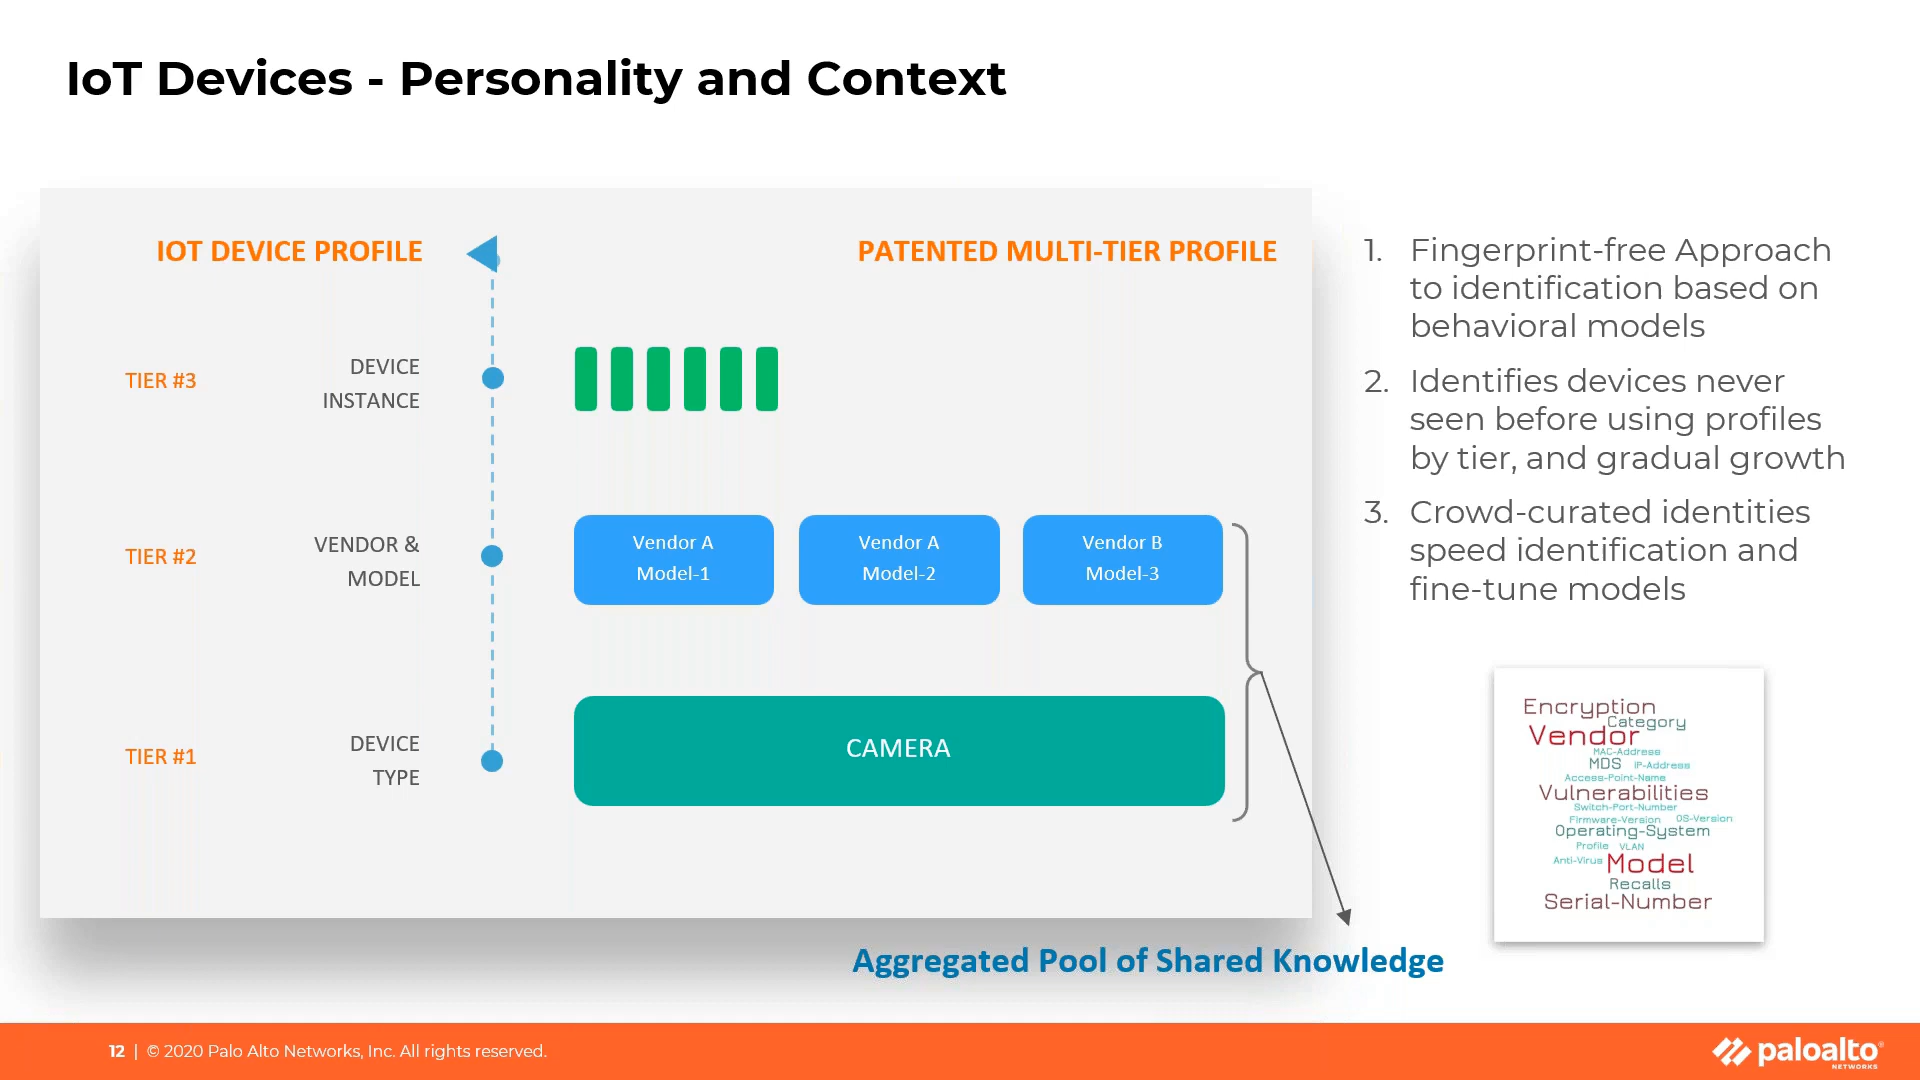 IoT Devices - Personality and Context
IOT DEVICE PROFILE
PATENTED MULTI-TIER PROFILE
TIER #3
DEVICE
INSTANCE
TIER #2
VENDOR &
MODEL
Vendor A
Model-1
Vendor A
Model-2
Vendor B
Model-3
TIER #1
DEVICE
TYPE
CAMERA
Aggregated Pool of Shared Knowledge
1. Fingerprint-free Approach
to identification based on
behavioral models
2. Identifies devices never
seen before using profiles
by tier, and gradual growth
3. Crowd-curated identities
speed identification and
fine-tune models
Encryption
Category
Vendor
MAC-Address
MDS IP-Address
Access-Point-Name
Vulnerabilities
Switch-Port-Number
Firmware-Version OS-Version
Operating-System
Profile VLAN
Anti-Virus Model
Recalls
Serial-Number
12 | © 2020 Palo Alto Networks, Inc. All rights reserved.
paloalto®
NETWORKS